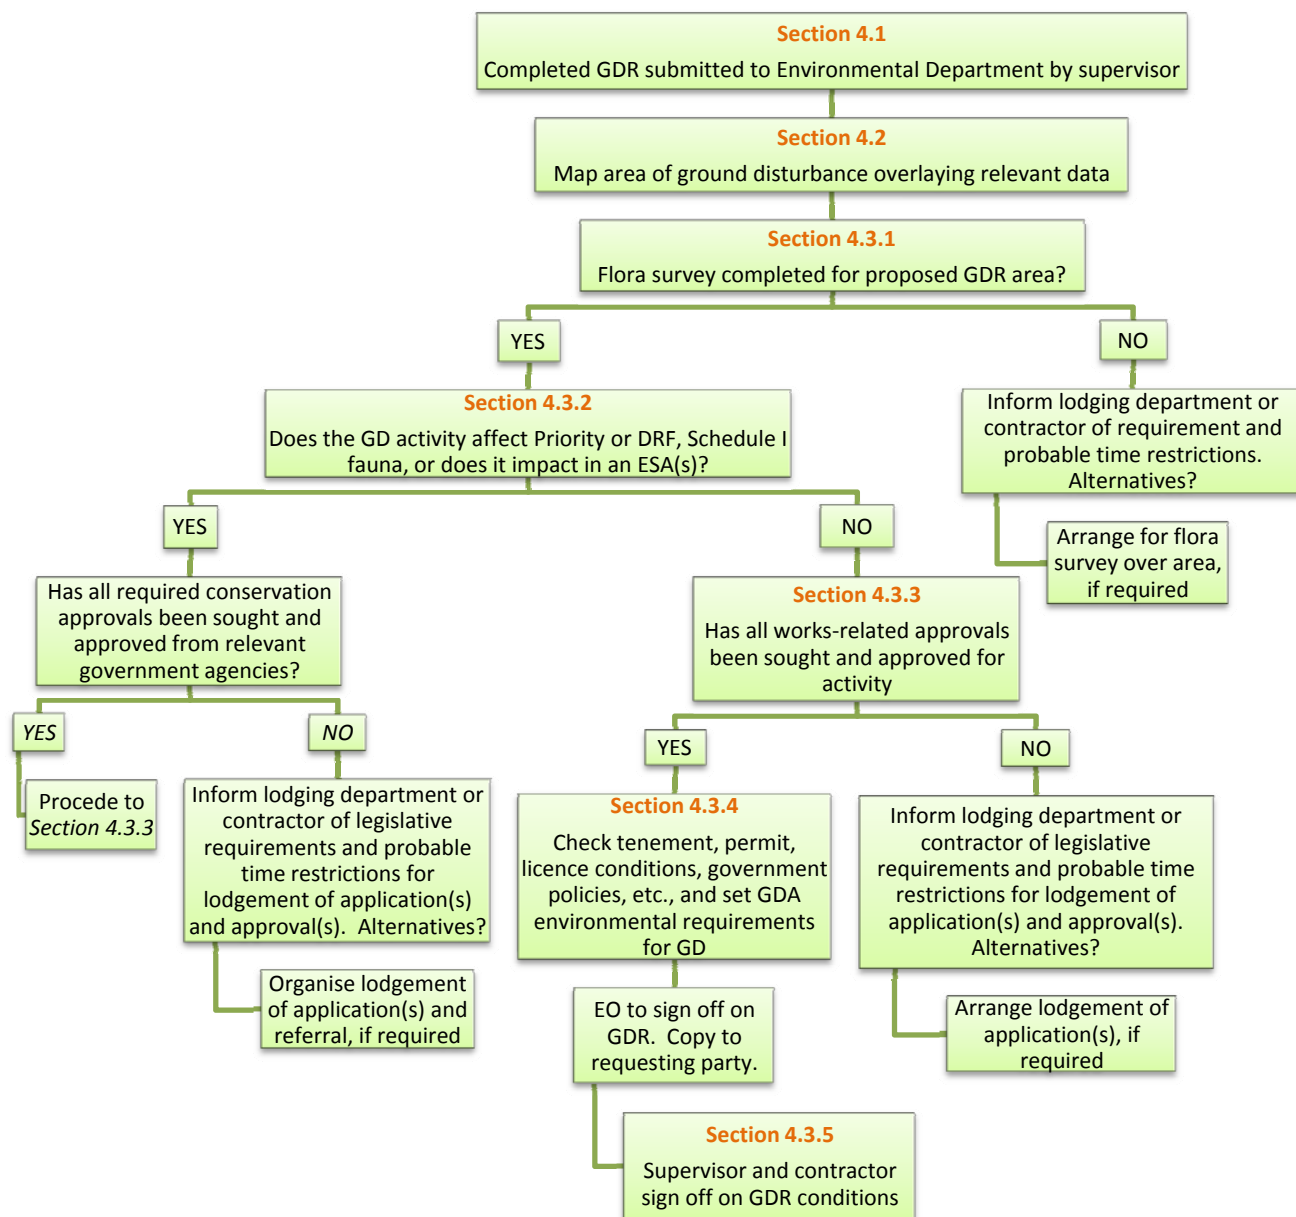 Section 4.1
Completed GDR submitted to Environmental Department by supervisor
Section 4.2
Map area of ground disturbance overlaying relevant data
Section 4.3.1
Flora survey completed for proposed GDR area?
YES
NO
Section 4.3.2
Does the GD activity affect Priority or DRF, Schedule I
fauna, or does it impact in an ESA(s)?
Inform lodging department or
contractor of requirement and
probable time restrictions.
Alternatives?
Arrange for flora
survey over area,
if required
YES
NO
Has all required conservation
approvals been sought and
approved from relevant
government agencies?
Section 4.3.3
Has all works-related approvals
been sought and approved for
activity
YES
NO
YES
NO
Procede to
Section 4.3.3
Inform lodging department or
contractor of legislative
requirements and probable
time restrictions for
lodgement of application(s)
and approval(s).  Alternatives?
Organise lodgement
of application(s) and
referral, if required
Section 4.3.4
Check tenement, permit,
licence conditions, government
policies, etc., and set GDA
environmental requirements
for GD
Inform lodging department or
contractor of legislative
requirements and probable time
restrictions for lodgement of
application(s) and approval(s).
Alternatives?
EO to sign off on
GDR.  Copy to
requesting party.
Arrange lodgement of
application(s), if
required
Section 4.3.5
Supervisor and contractor
sign off on GDR conditions